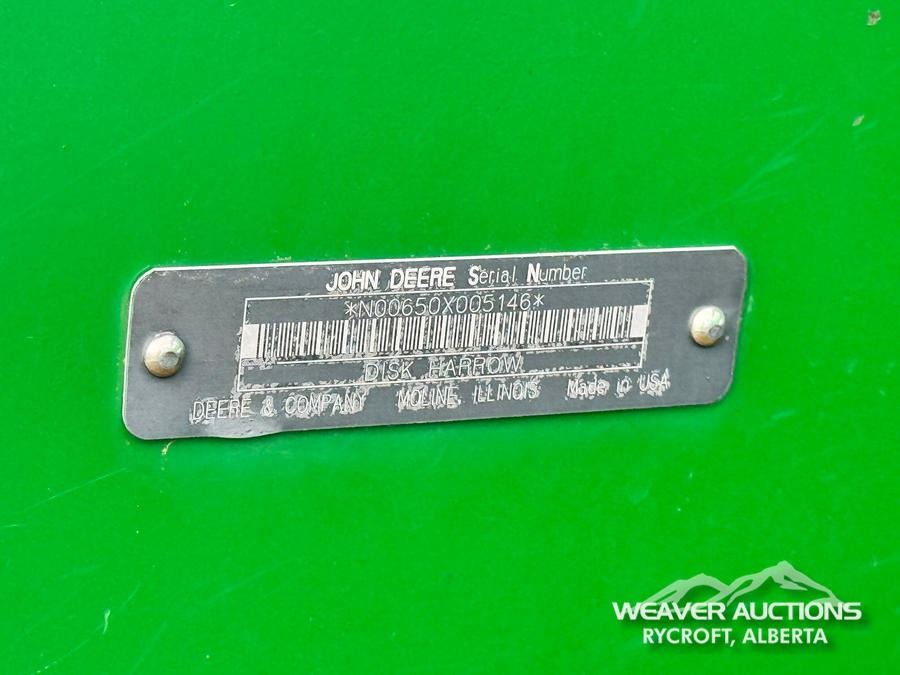 JOHN DEERE Serial Number
*N00650X005146*
DISK HARROW
DEERE & COMPANY MOLINE, ILLINOIS Made in USA
WEAVER AUCTIONS
RYCROFT, ALBERTA